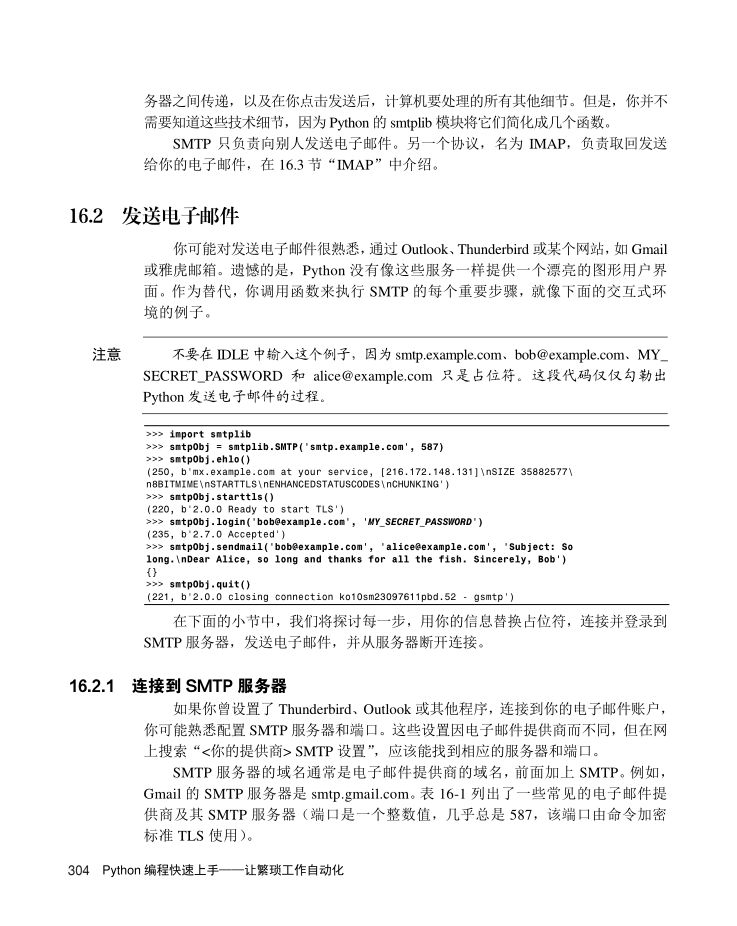 务器之间传递，以及在你点击发送后，计算机要处理的所有其他细节。但是，你并不
需要知道这些技术细节，因为 Python 的 smtplib 模块将它们简化成几个函数。
SMTP 只负责向别人发送电子邮件。另一个协议，名为 IMAP，负责取回发送
给你的电子邮件，在 16.3 节“IMAP”中介绍。
16.2 发送电子邮件
你可能对发送电子邮件很熟悉，通过 Outlook、Thunderbird 或某个网站，如 Gmail
或雅虎邮箱。遗憾的是，Python 没有像这些服务一样提供一个漂亮的图形用户界
面。作为替代，你调用函数来执行 SMTP 的每个重要步骤，就像下面的交互式环
境的例子。
注意 不要在 IDLE 中输入这个例子，因为 smtp.example.com、bob@example.com、MY_
SECRET_PASSWORD 和 alice@example.com 只是占位符。这段代码仅仅勾勒出
Python 发送电子邮件的过程。
>>> import smtplib
>>> smtpObj = smtplib.SMTP('smtp.example.com', 587)
>>> smtpObj.ehlo()
(250, b'mx.example.com at your service, [216.172.148.131]\nSIZE 35882577\
n8BITMIME\nSTARTTLS\nENHANCEDSTATUSCODES\nCHUNKING')
>>> smtpObj.starttls()
(220, b'2.0.0 Ready to start TLS')
>>> smtpObj.login('bob@example.com', 'MY_SECRET_PASSWORD')
(235, b'2.7.0 Accepted')
>>> smtpObj.sendmail('bob@example.com', 'alice@example.com', 'Subject: So
long.\nDear Alice, so long and thanks for all the fish. Sincerely, Bob')
{}
>>> smtpObj.quit()
(221, b'2.0.0 closing connection ko10sm23097611pbd.52 - gsmtp')
在下面的小节中，我们将探讨每一步，用你的信息替换占位符，连接并登录到
SMTP 服务器，发送电子邮件，并从服务器断开连接。
16.2.1 连接到 SMTP 服务器
如果你曾设置了 Thunderbird、Outlook 或其他程序，连接到你的电子邮件账户，
你可能熟悉配置 SMTP 服务器和端口。这些设置因电子邮件提供商而不同，但在网
上搜索“<你的提供商> SMTP 设置”，应该能找到相应的服务器和端口。
SMTP 服务器的域名通常是电子邮件提供商的域名，前面加上 SMTP。例如，
Gmail 的 SMTP 服务器是 smtp.gmail.com。表 16-1 列出了一些常见的电子邮件提
供商及其 SMTP 服务器（端口是一个整数值，几乎总是 587，该端口由命令加密
标准 TLS 使用）。
304 Python 编程快速上手——让繁琐工作自动化